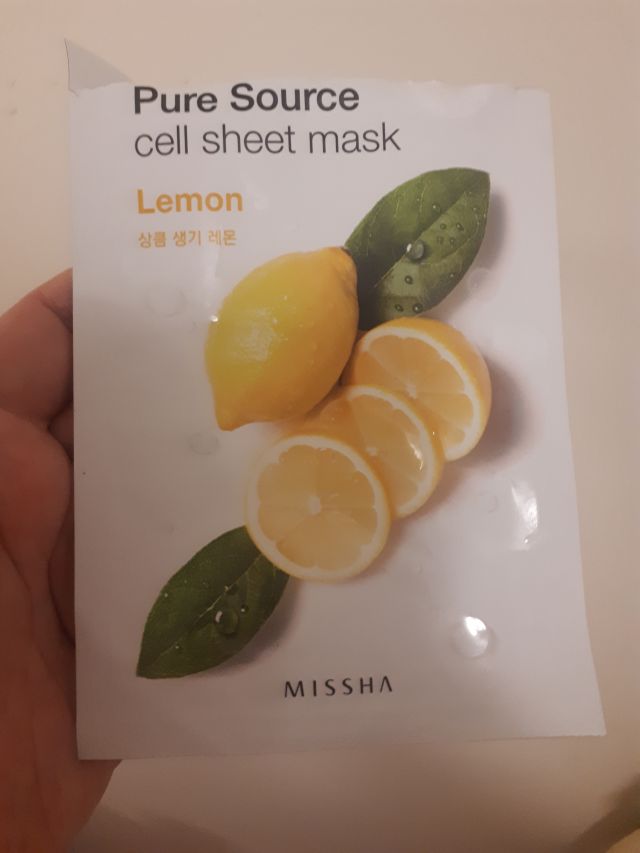 Pure Source
cell sheet mask
Lemon
상큼 생기 레몬
MISSHA